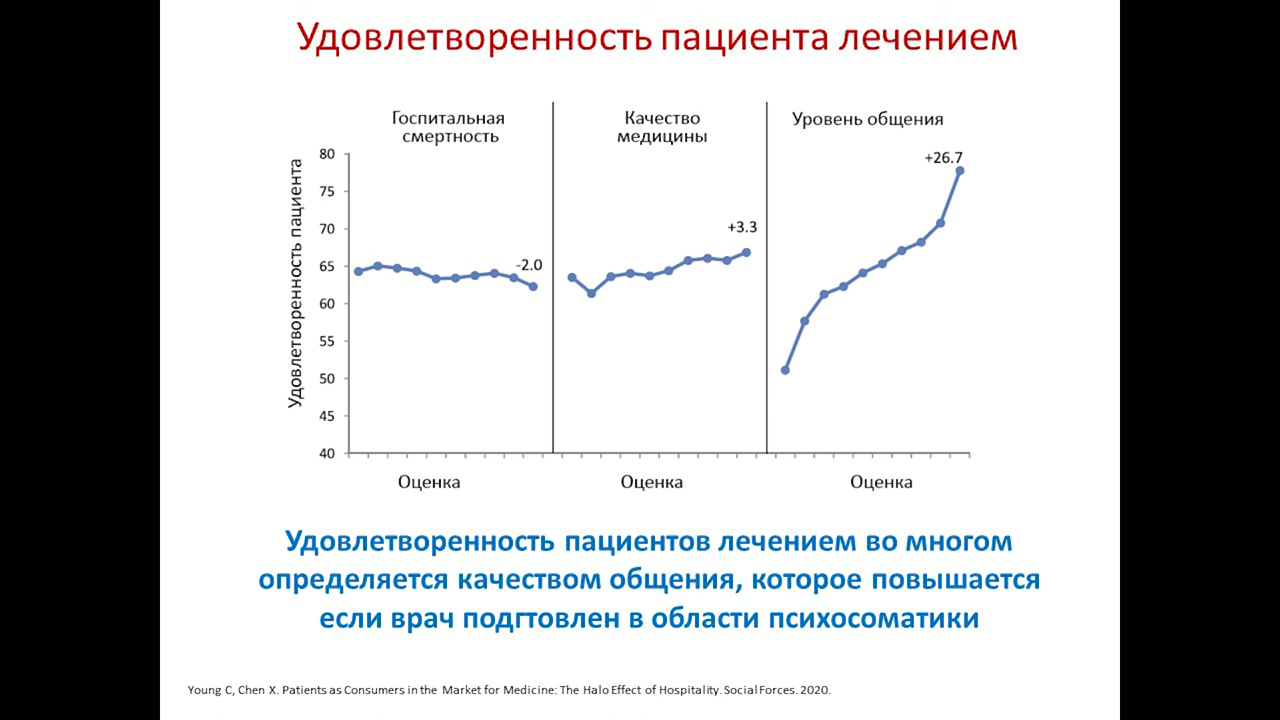 Удовлетворенность пациента лечением
Госпитальная
смертность
Качество
медицины
Уровень общения
Удовлетворенность пациента
80
75
70
65
60
55
50
45
40
-2.0
+3.3
+26.7
Оценка
Оценка
Оценка
Удовлетворенность пациентов лечением во многом
определяется качеством общения, которое повышается
если врач подгтовлен в области психосоматики
Young C, Chen X. Patients as Consumers in the Market for Medicine: The Halo Effect of Hospitality. Social Forces. 2020.